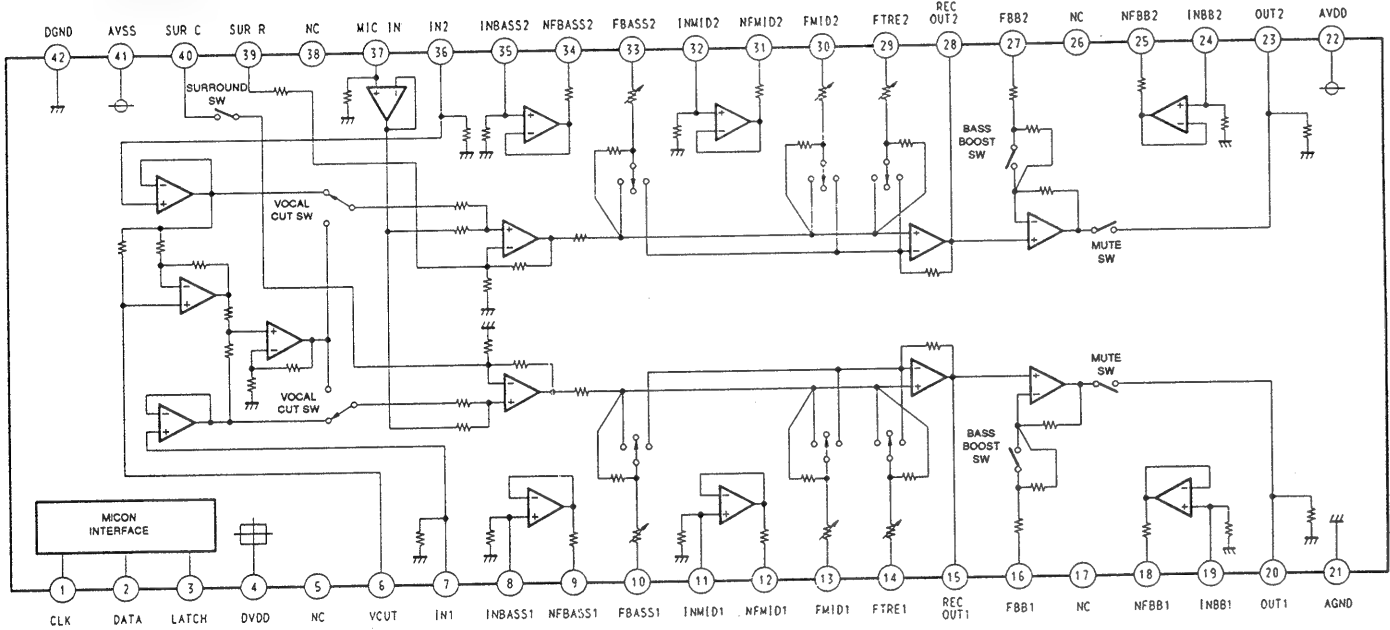 DGND AVSS SUR C SUR R NC MIC IN IN2 INBASS2 NFBASS2 FBASS2 INMID2 NFMID2 FMID2 FTRE2 REC OUT2 FBB2 NC NFBB2 INBB2 OUT2 AVDD
42 41 40 39 38 37 36 35 34 33 32 31 30 29 28 27 26 25 24 23 22
SURROUND
SW
BASS
BOOST
SW
VOCAL
CUT SW
MUTE
SW
MUTE
SW
VOCAL
CUT SW
BASS
BOOST
SW
MICON
INTERFACE
1 2 3 4 5 6 7 8 9 10 11 12 13 14 15 16 17 18 19 20 21
CLK DATA LATCH DVDD NC VCUT IN1 INBASS1 NFBASS1 FBASS1 INMID1 NFMID1 FMID1 FTRE1 REC OUT1 FBB1 NC NFBB1 INBB1 OUT1 AGND